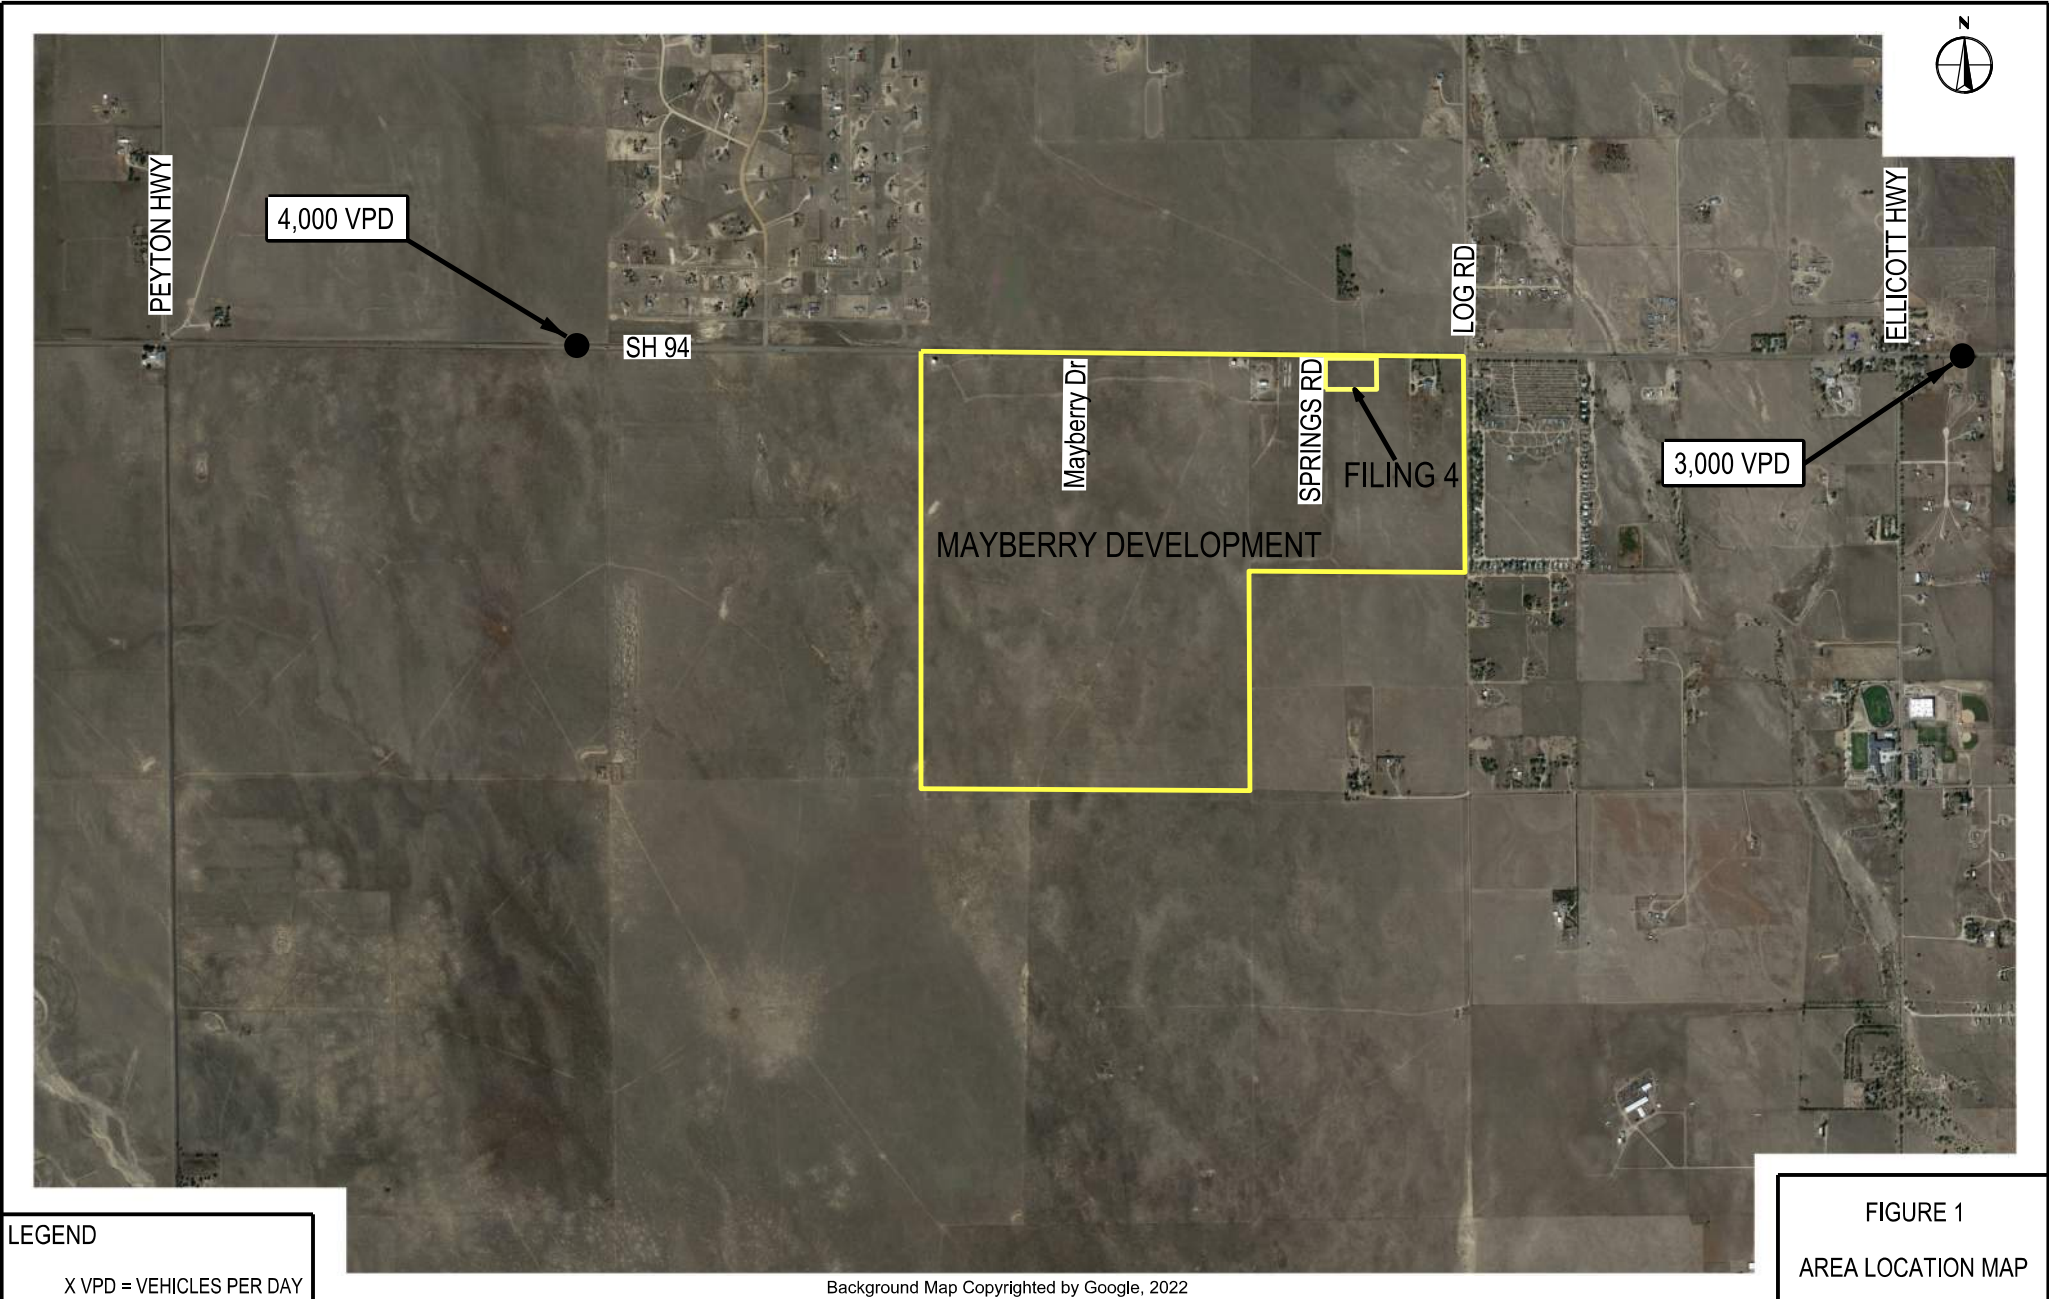 N
PEYTON HWY
4,000 VPD
SH 94
Mayberry Dr
SPRINGS RD
LOG RD
ELLICOTT HWY
FILING 4
3,000 VPD
MAYBERRY DEVELOPMENT
LEGEND
X VPD = VEHICLES PER DAY
Background Map Copyrighted by Google, 2022
FIGURE 1
AREA LOCATION MAP